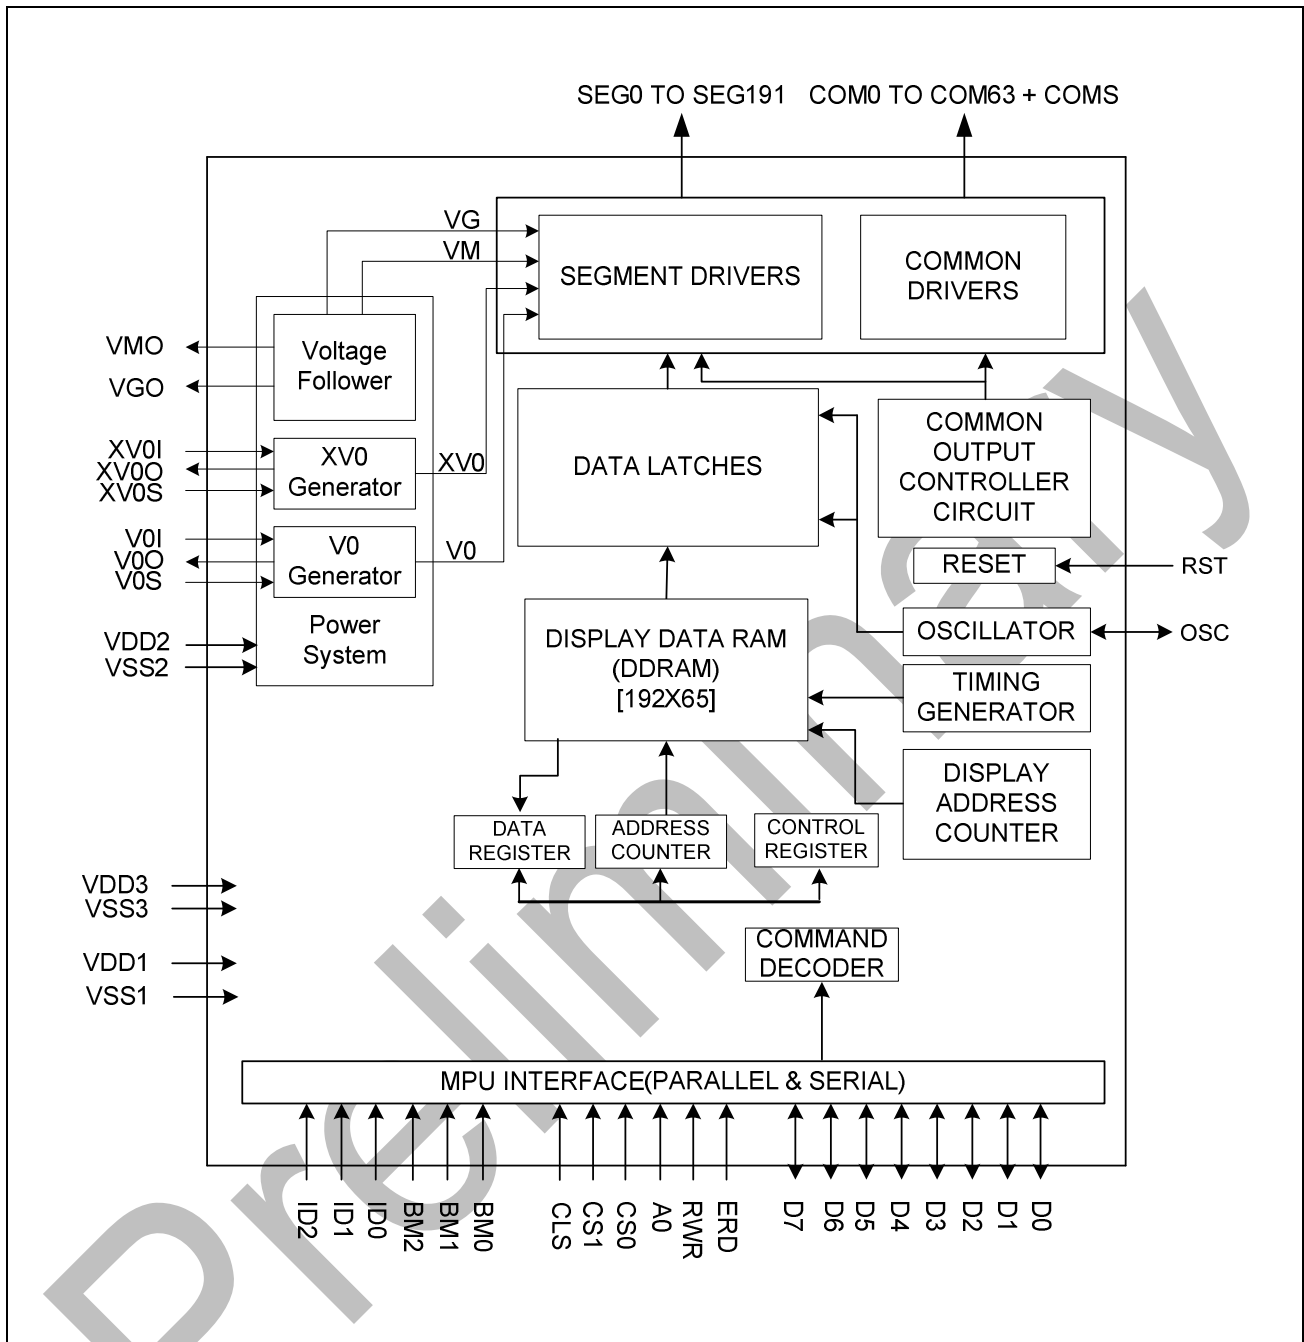 SEG0 TO SEG191 COM0 TO COM63 + COMS
VG
VM
SEGMENT DRIVERS
COMMON
DRIVERS
VMO
VGO
Voltage
Follower
XV0I
XV0O
XV0S
XV0
Generator
XV0
V0I
V0O
V0S
V0
Generator
V0
Power
System
VDD2
VSS2
DATA LATCHES
COMMON
OUTPUT
CONTROLLER
CIRCUIT
RESET
RST
OSCILLATOR
OSC
DISPLAY DATA RAM
(DDRAM)
[192X65]
TIMING
GENERATOR
DISPLAY
ADDRESS
COUNTER
DATA
REGISTER
ADDRESS
COUNTER
CONTROL
REGISTER
VDD3
VSS3
VDD1
VSS1
COMMAND
DECODER
MPU INTERFACE(PARALLEL & SERIAL)
ID2
ID1
ID0
BM2
BM1
BM0
CLS
CS1
CS0
A0
RWR
ERD
D7
D6
D5
D4
D3
D2
D1
D0
Preliminary